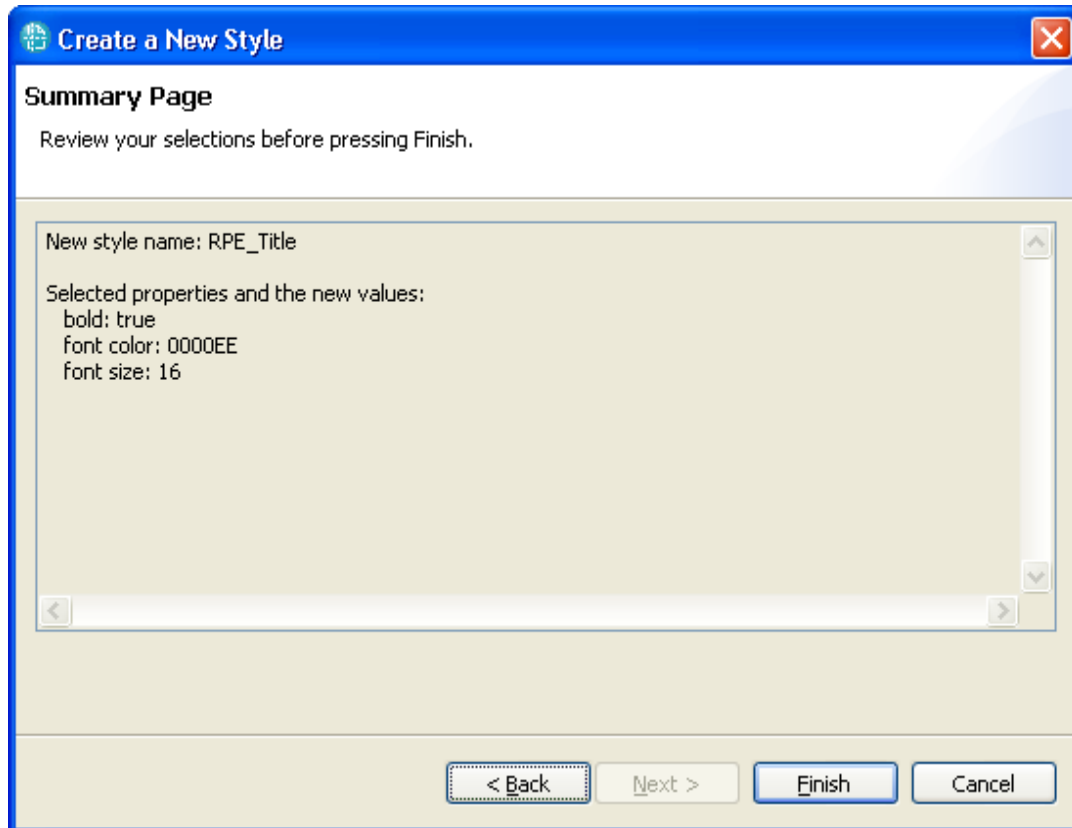 Create a New Style
Summary Page
Review your selections before pressing Finish.
New style name: RPE_Title
Selected properties and the new values:
bold: true
font color: 0000EE
font size: 16
< Back
Next >
Finish
Cancel